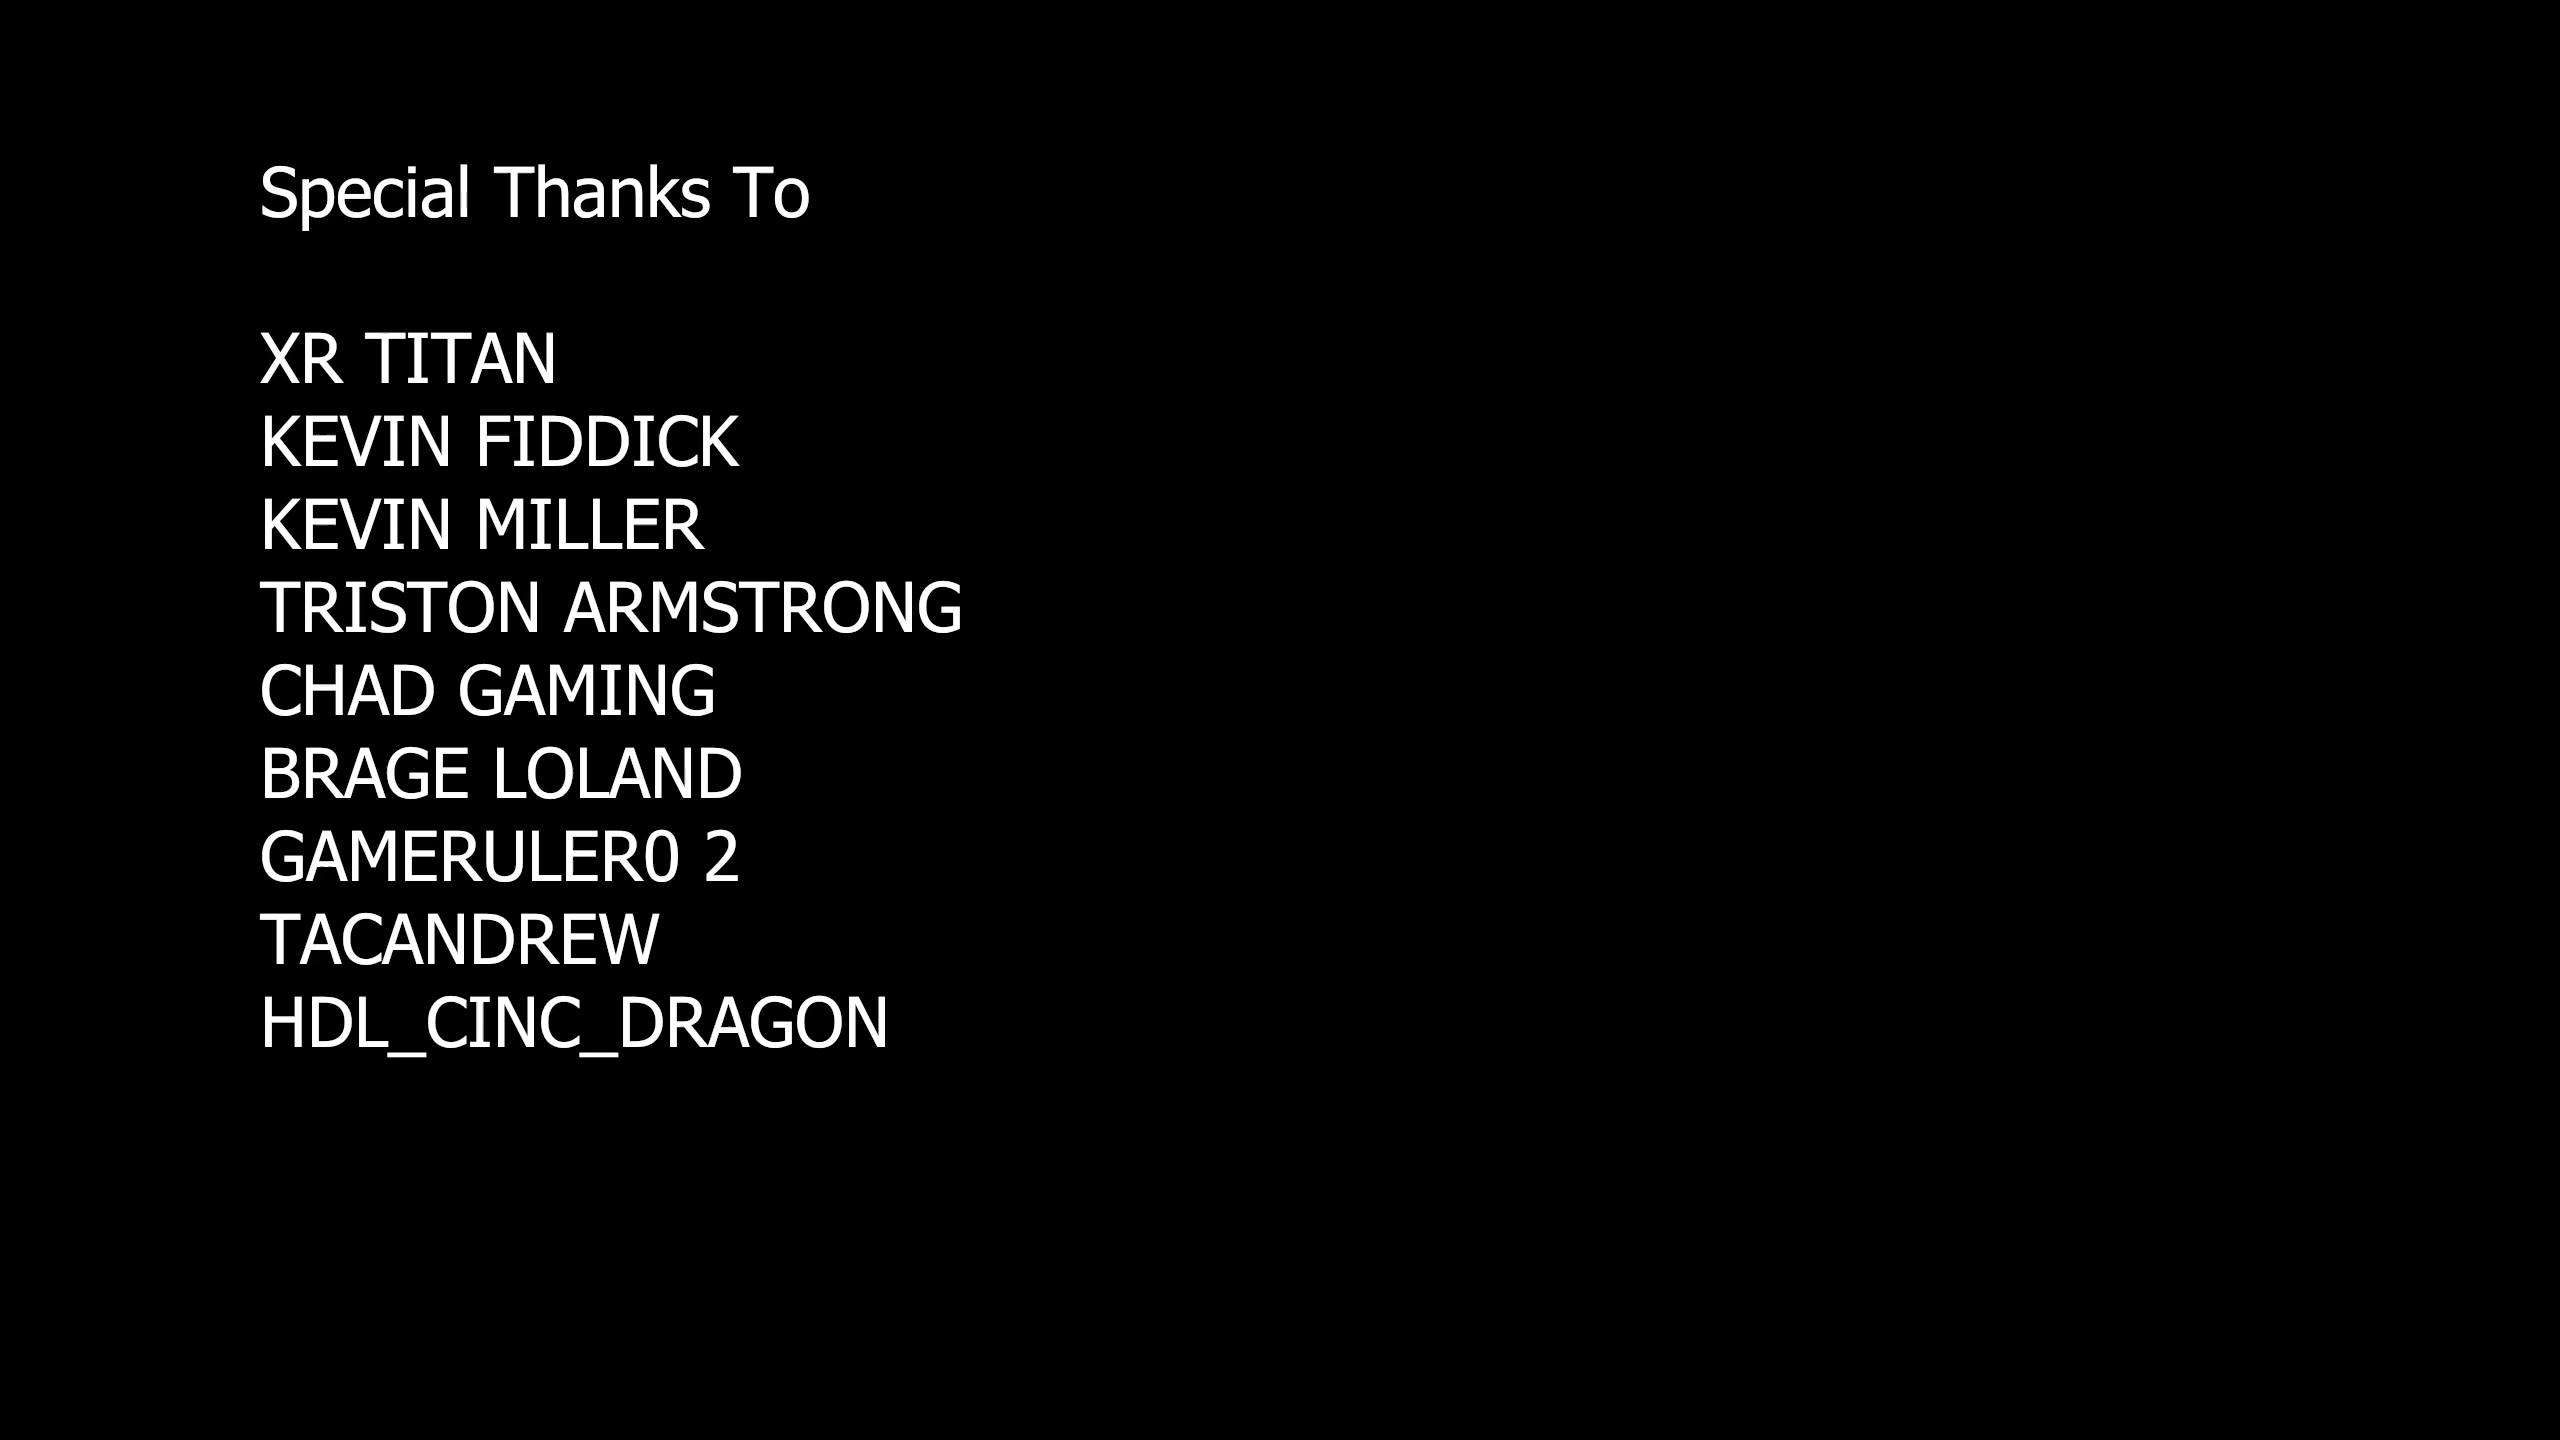 Special Thanks To
XR TITAN
KEVIN FIDDICK
KEVIN MILLER
TRISTON ARMSTRONG
CHAD GAMING
BRAGE LOLAND
GAMERULER0 2
TACANDREW
HDL_CINC_DRAGON